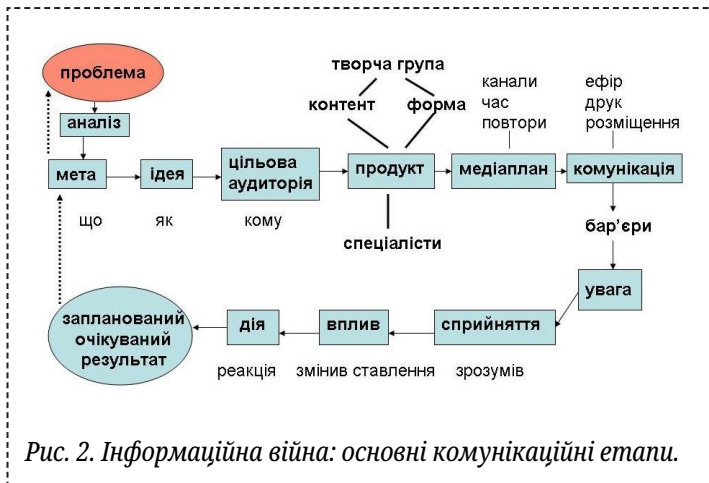 проблема
аналіз
творча група
контент
форма
канали
час
повтори
ефір
друк
розміщення
мета
ідея
цільова
аудиторія
продукт
медіаплан
комунікація
що
як
кому
спеціалісти
бар’єри
увага
запланований
очікуваний
результат
дія
вплив
сприйняття
реакція
змінив ставлення
зрозумів
Рис. 2. Інформаційна війна: основні комунікаційні етапи.